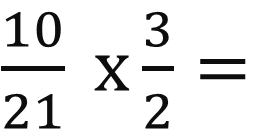 10/21 x 3/2 =